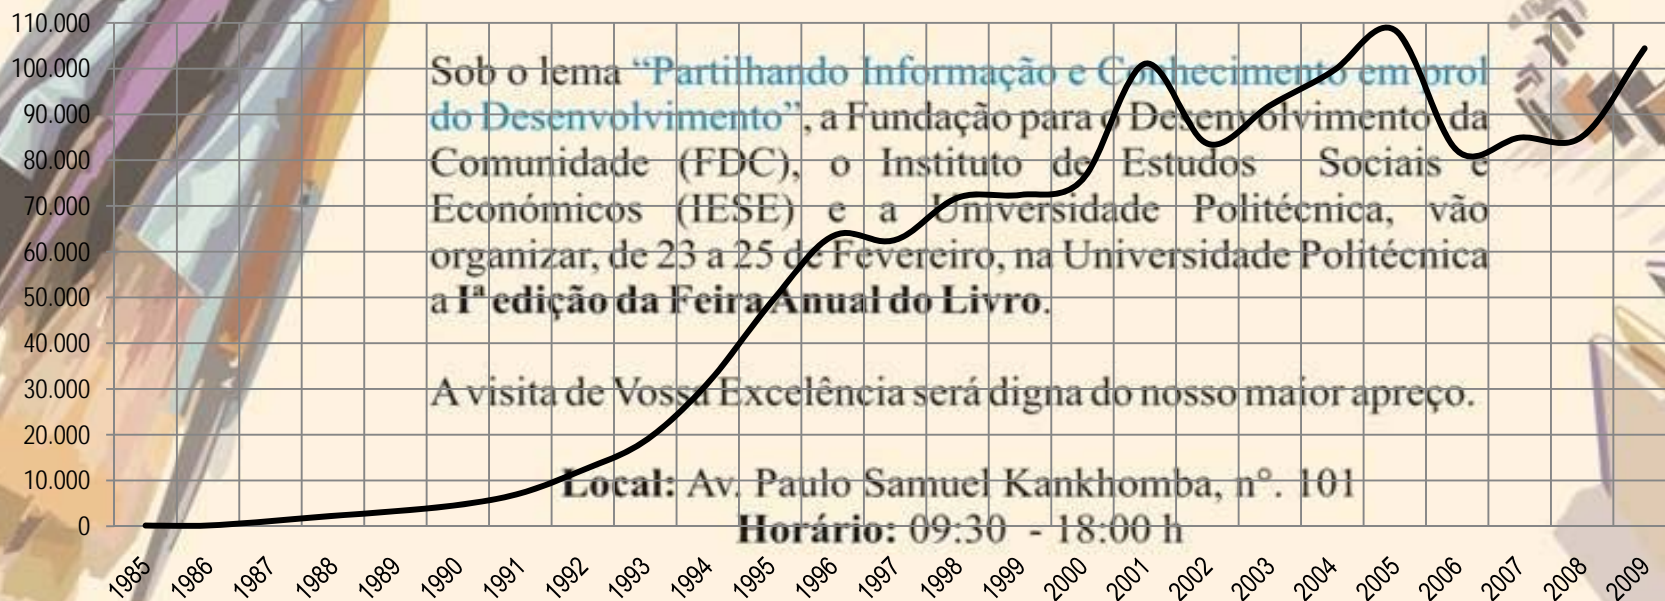 110.000
100.000
90.000
80.000
70.000
60.000
50.000
40.000
30.000
20.000
10.000
0
Sob o lema “Partilhando Informação e Conhecimento em prol
do Desenvolvimento”, a Fundação para o Desenvolvimento da
Comunidade (FDC), o Instituto de Estudos Sociais e
Económicos (IESE) e a Universidade Politécnica, vão
organizar, de 23 a 25 de Fevereiro, na Universidade Politécnica
a Iª edição da Feira Anual do Livro.
A visita de Vossa Excelência será digna do nosso maior apreço.
Local: Av. Paulo Samuel Kankhomba, nº. 101
Horário: 09:30 - 18:00 h
1985 1986 1987 1988 1989 1990 1991 1992 1993 1994 1995 1996 1997 1998 1999 2000 2001 2002 2003 2004 2005 2006 2007 2008 2009